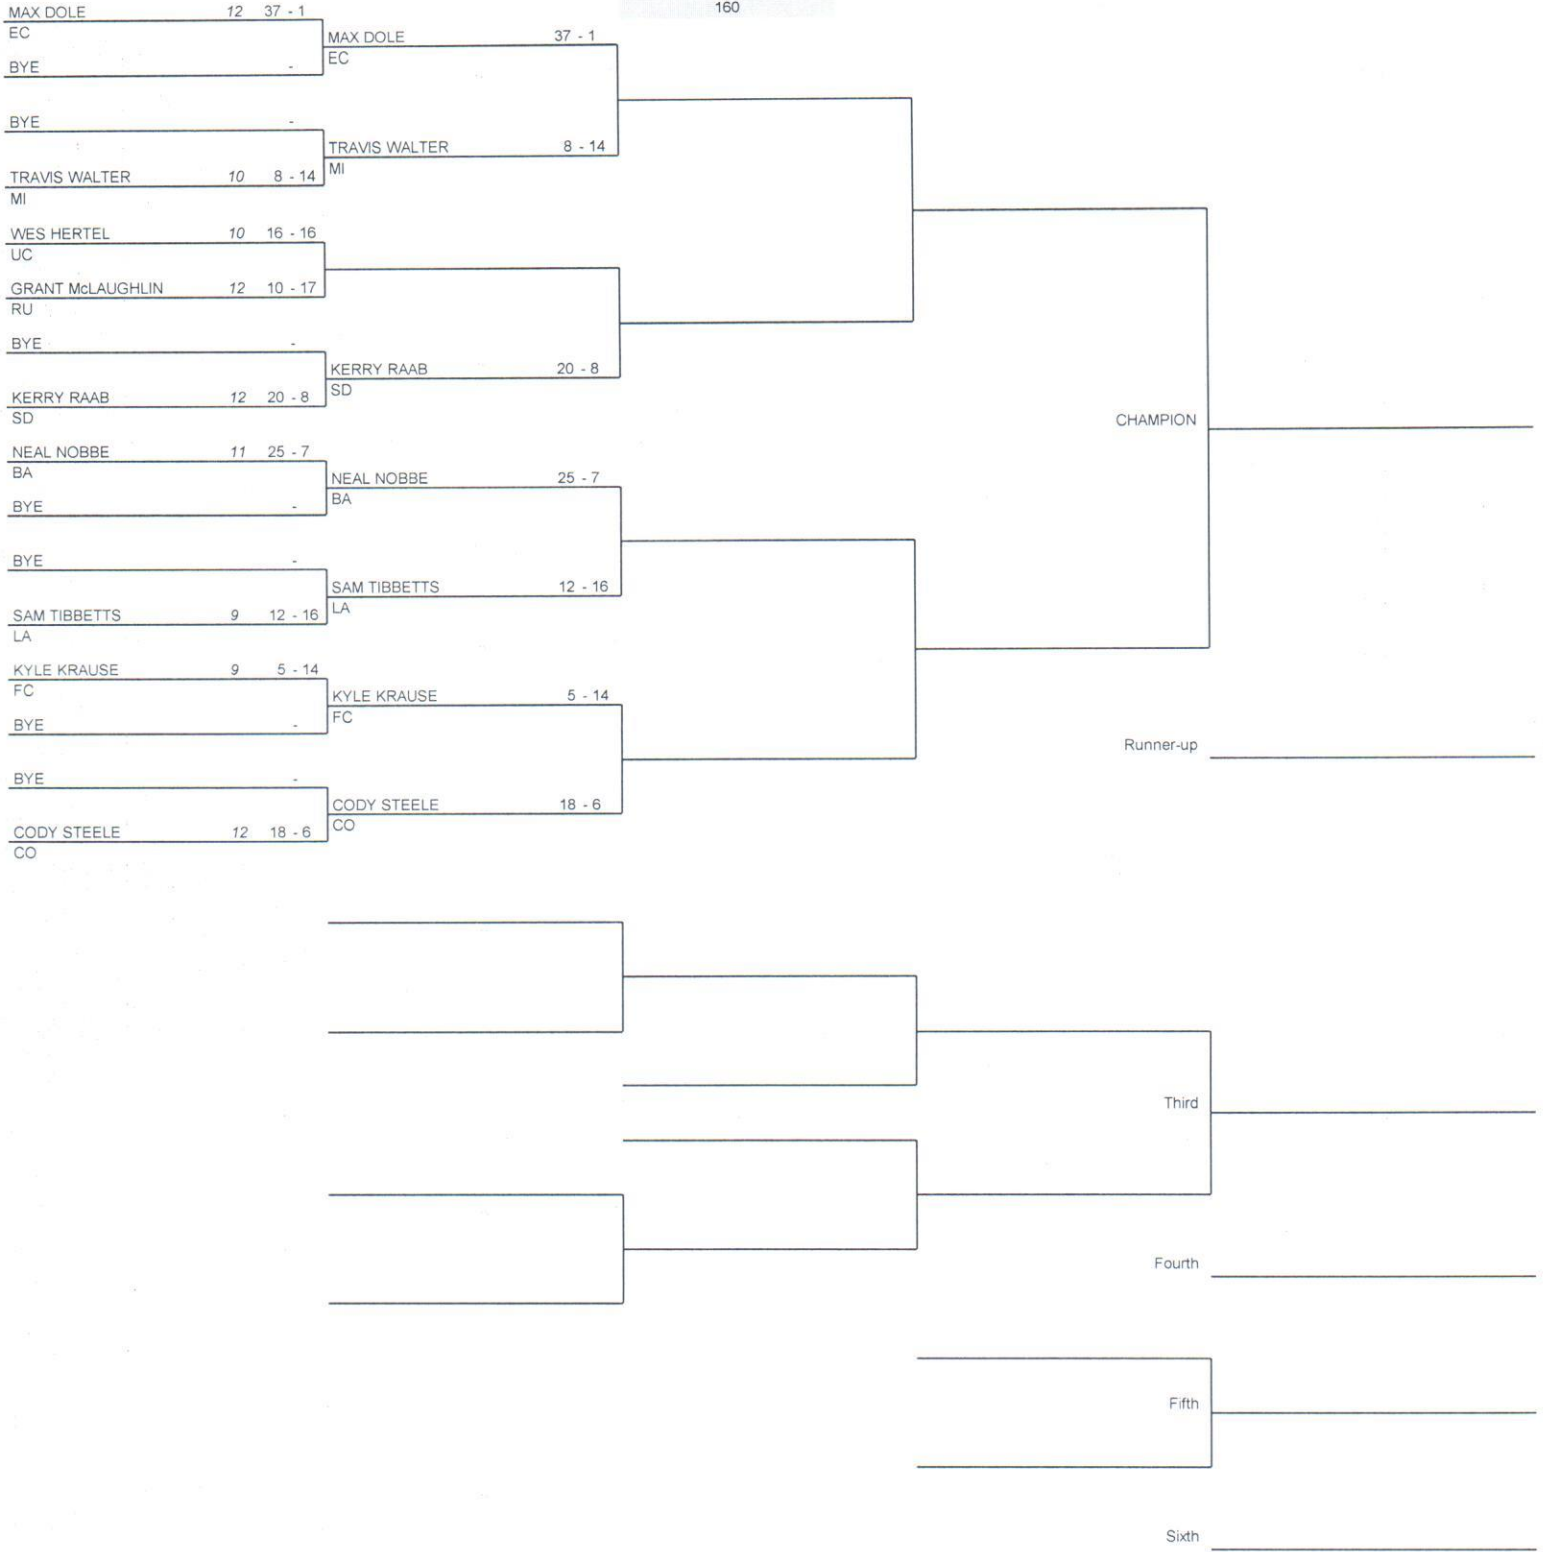 160
MAX DOLE 12 37 - 1
EC
BYE -
MAX DOLE 37 - 1
EC
BYE -
TRAVIS WALTER 10 8 - 14
MI
TRAVIS WALTER 8 - 14
MI
WES HERTEL 10 16 - 16
UC
GRANT McLAUGHLIN 12 10 - 17
RU
BYE -
KERRY RAAB 12 20 - 8
SD
KERRY RAAB 20 - 8
SD
NEAL NOBBE 11 25 - 7
BA
BYE -
NEAL NOBBE 25 - 7
BA
BYE -
SAM TIBBETTS 9 12 - 16
LA
SAM TIBBETTS 12 - 16
LA
KYLE KRAUSE 9 5 - 14
FC
BYE -
KYLE KRAUSE 5 - 14
FC
BYE -
CODY STEELE 12 18 - 6
CO
CODY STEELE 18 - 6
CO
CHAMPION
Runner-up
Third
Fourth
Fifth
Sixth